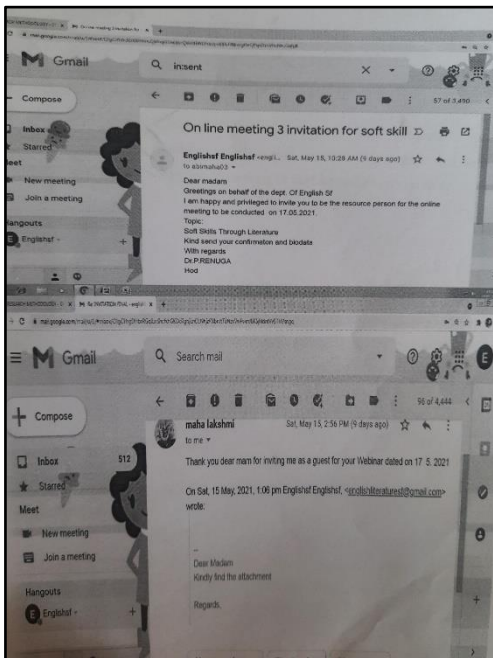 Gmail
in:sent
Compose
57 of 3,490
On line meeting 3 invitation for soft skill
Inbox
Starred
Englishsf Englishsf Sat, May 15, 10:26 AM (9 days ago)
to abimaha03
Meet
New meeting
Join a meeting
Dear madam
Greetings on behalf of the dept. Of English Sf
I am happy and privileged to invite you to be the resource person for the online
meeting to be conducted on 17.05.2021.
Topic:
Soft Skills Through Literature
Kind send your confirmation and biodata
With regards
Dr.P.RENUGA
Hod
Hangouts
Englishsf
Gmail
Search mail
Compose
56 of 4,444
maha lakshmi Sat, May 15, 2:56 PM (9 days ago)
to me
Inbox 512
Starred
Thank you dear mam for inviting me as a guest for your Webinar dated on 17 5. 2021
Meet
New meeting
Join a meeting
On Sat, 15 May, 2021, 1:06 pm Englishsf Englishsf, <englishliteraturesf@gmail.com>
wrote:
--
Dear Madam
Kindly find the attachment
Regards,
Hangouts
Englishsf